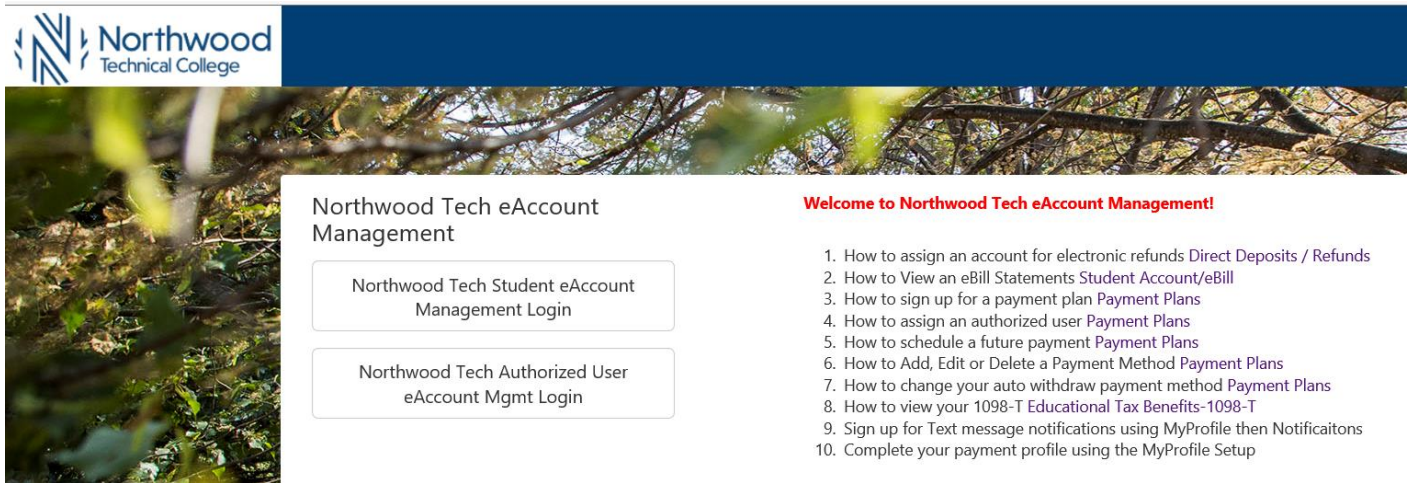 Northwood
Technical College
Northwood Tech eAccount
Management
Northwood Tech Student eAccount
Management Login
Northwood Tech Authorized User
eAccount Mgmt Login
Welcome to Northwood Tech eAccount Management!
1. How to assign an account for electronic refunds Direct Deposits / Refunds
2. How to View an eBill Statements Student Account/eBill
3. How to sign up for a payment plan Payment Plans
4. How to assign an authorized user Payment Plans
5. How to schedule a future payment Payment Plans
6. How to Add, Edit or Delete a Payment Method Payment Plans
7. How to change your auto withdraw payment method Payment Plans
8. How to view your 1098-T Educational Tax Benefits-1098-T
9. Sign up for Text message notifications using MyProfile then Notificaitons
10. Complete your payment profile using the MyProfile Setup